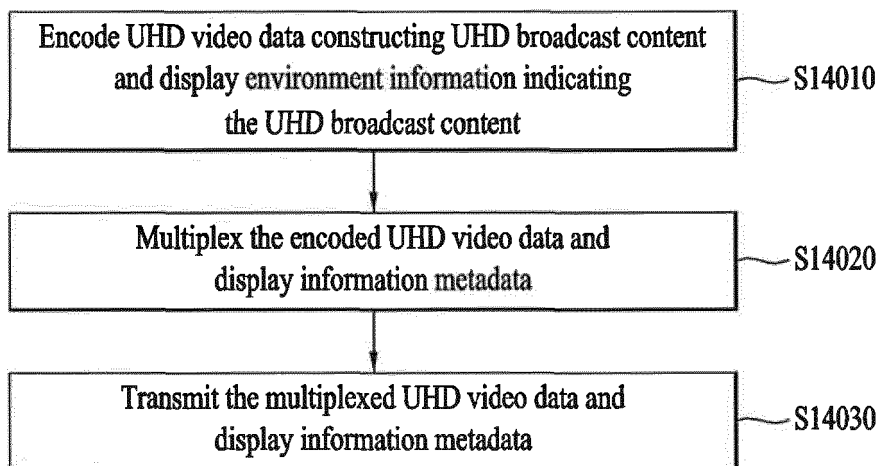 Encode UHD video data constructing UHD broadcast content
and display environment information indicating
the UHD broadcast content
S14010
Multiplex the encoded UHD video data and
display information metadata
S14020
Transmit the multiplexed UHD video data and
display information metadata
S14030